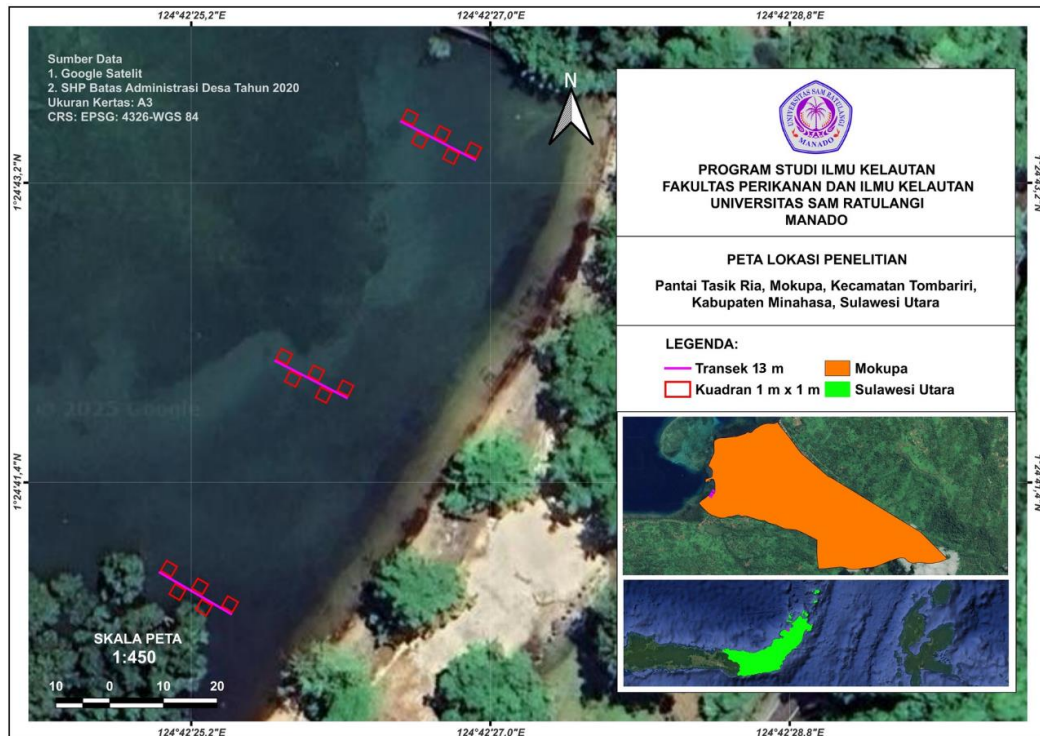 124°42'25,2"E
124°42'27,0"E
124°42'28,8"E
Sumber Data
1. Google Satelit
2. SHP Batas Administrasi Desa Tahun 2020
Ukuran Kertas: A3
CRS: EPSG: 4326-WGS 84
N
UNIVERSITAS SAM RATULANGI
MANADO
PROGRAM STUDI ILMU KELAUTAN
FAKULTAS PERIKANAN DAN ILMU KELAUTAN
UNIVERSITAS SAM RATULANGI
MANADO
1°24'43,2"N
1°24'43,2"N
PETA LOKASI PENELITIAN
Pantai Tasik Ria, Mokupa, Kecamatan Tombariri,
Kabupaten Minahasa, Sulawesi Utara
LEGENDA:
Transek 13 m
Mokupa
Kuadran 1 m x 1 m
Sulawesi Utara
© 2025 Google
1°24'41,4"N
1°24'41,4"N
SKALA PETA
1:450
10 0 10 20
124°42'25,2"E
124°42'27,0"E
124°42'28,8"E